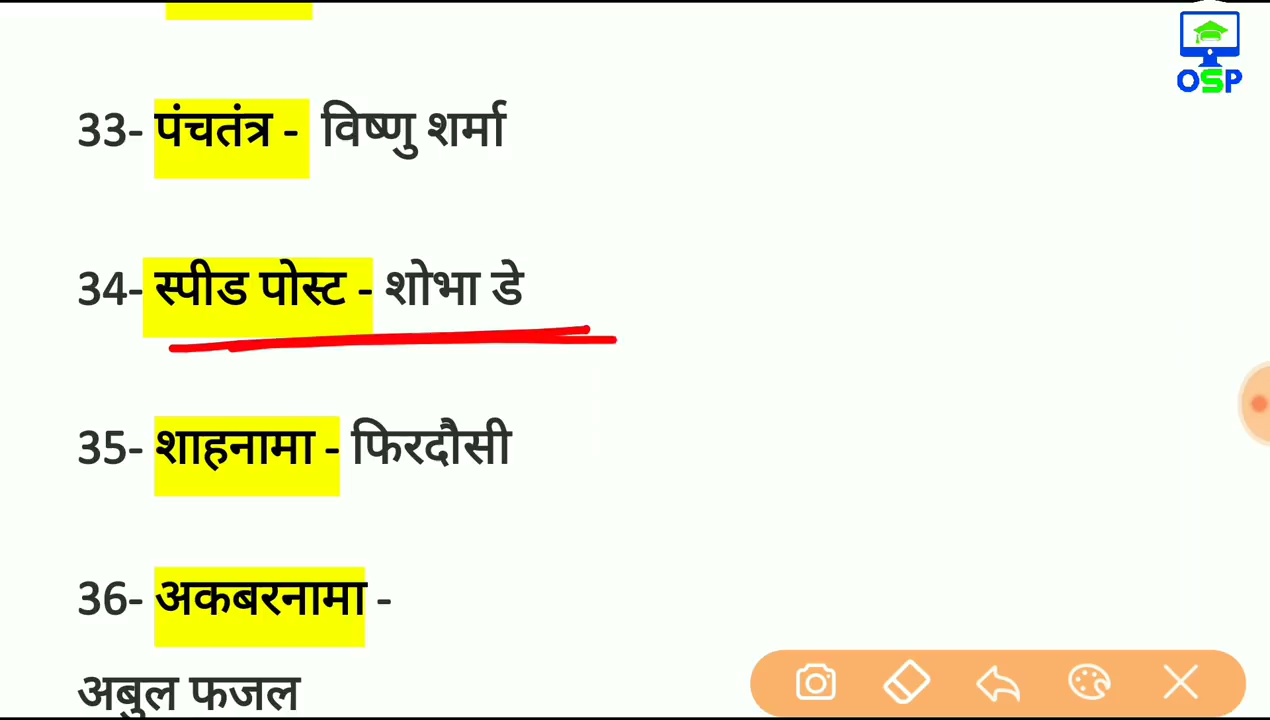 OSP
33- पंचतंत्र - विष्णु शर्मा
34- स्पीड पोस्ट - शोभा डे
35- शाहनामा - फिरदौसी
36- अकबरनामा -
अबुल फजल